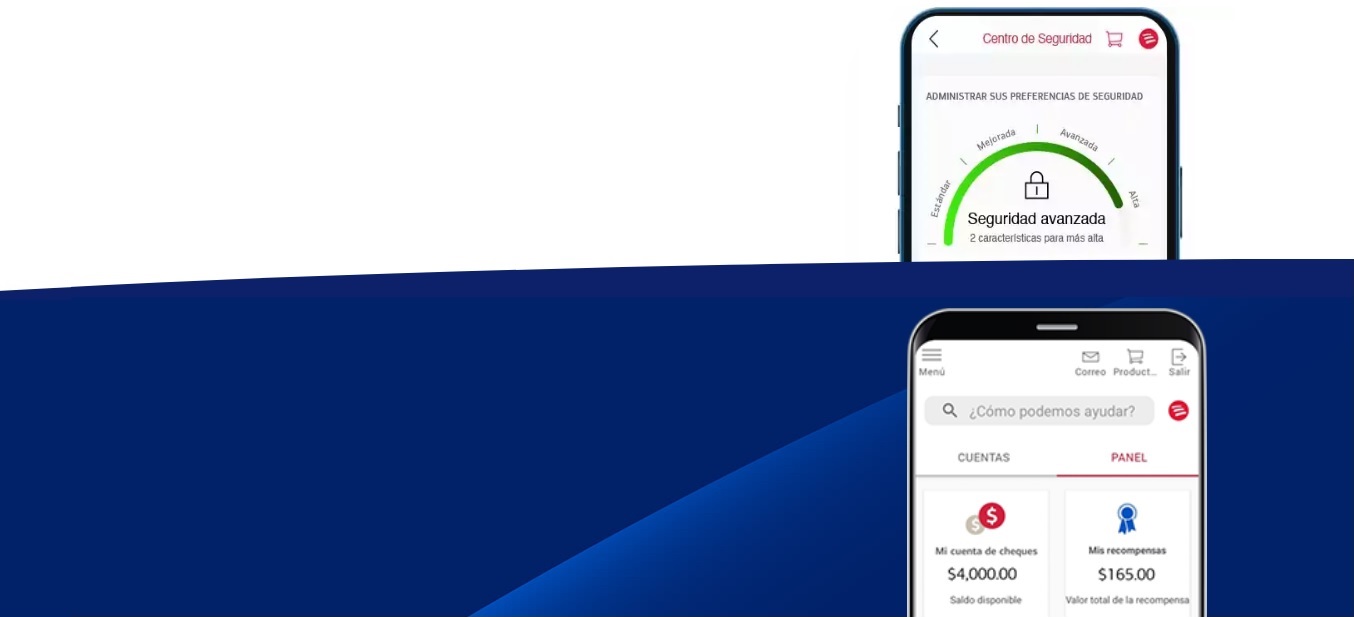 Centro de Seguridad
ADMINISTRAR SUS PREFERENCIAS DE SEGURIDAD
Estándar
Mejorada
Avanzada
Alta
Seguridad avanzada
2 características para más alta
Menú
Correo Product... Salir
¿Cómo podemos ayudar?
CUENTAS PANEL
$ $
Mi cuenta de cheques Mis recompensas
$4,000.00 $165.00
Saldo disponible Valor total de la recompensa